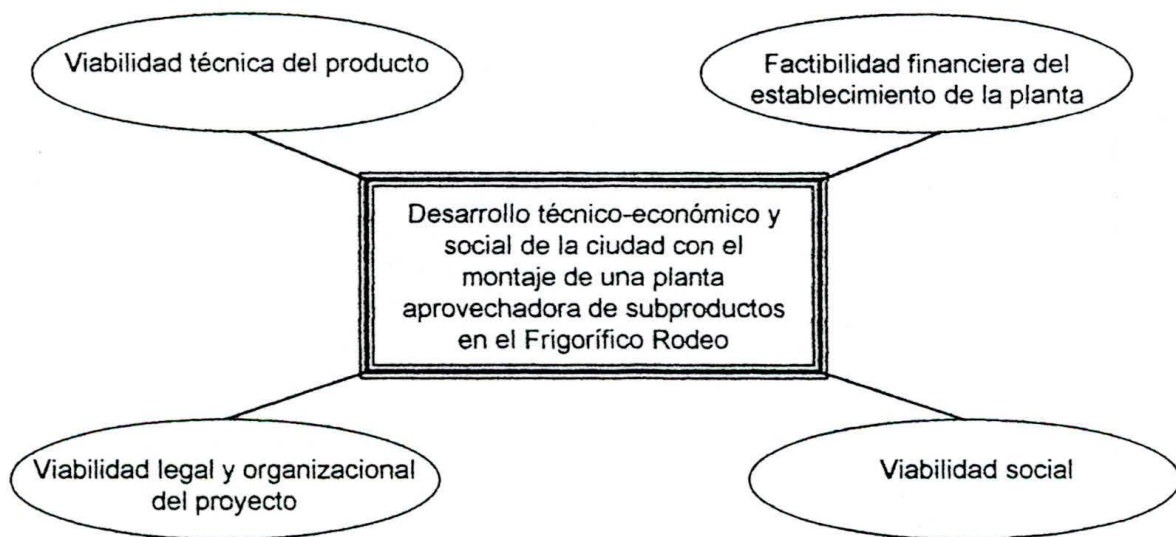 Viabilidad técnica del producto
Factibilidad financiera del
establecimiento de la planta
Desarrollo técnico-económico y
social de la ciudad con el
montaje de una planta
aprovechadora de subproductos
en el Frigorífico Rodeo
Viabilidad legal y organizacional
del proyecto
Viabilidad social